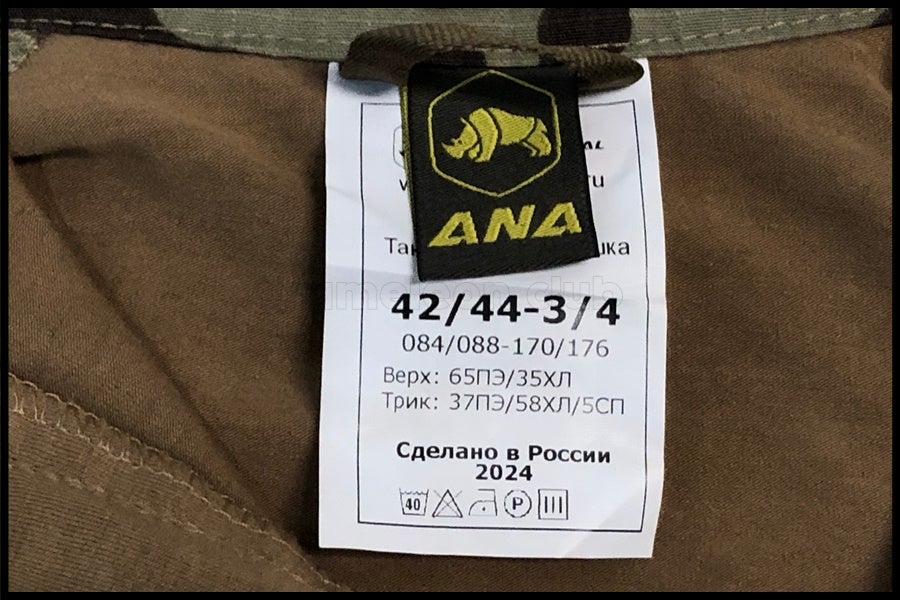 ANA
42/44-3/4
084/088-170/176
Верх: 65ПЭ/35ХЛ
Трик: 37ПЭ/58ХЛ/5СП
Сделано в России
2024
40 P